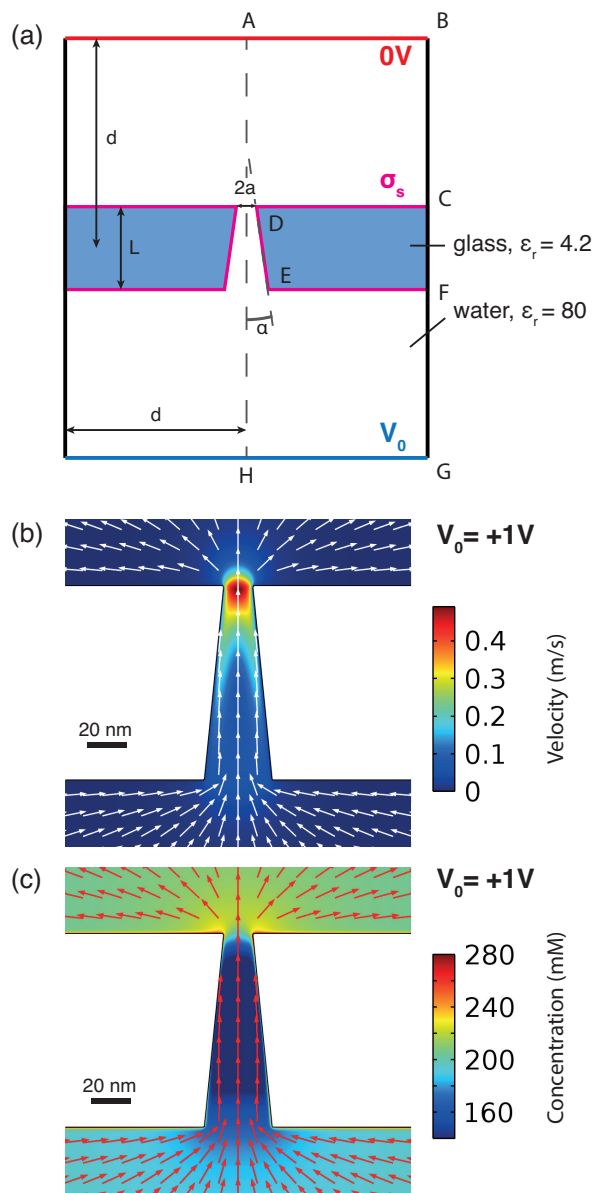 (a)
A
B
0V
d
2a
σs
C
D
L
glass, εr = 4.2
E
F
α
water, εr = 80
d
V0
H
G
(b)
V0= +1V
0.4
0.3
0.2
0.1
0
Velocity (m/s)
20 nm
(c)
V0= +1V
280
240
200
160
Concentration (mM)
20 nm